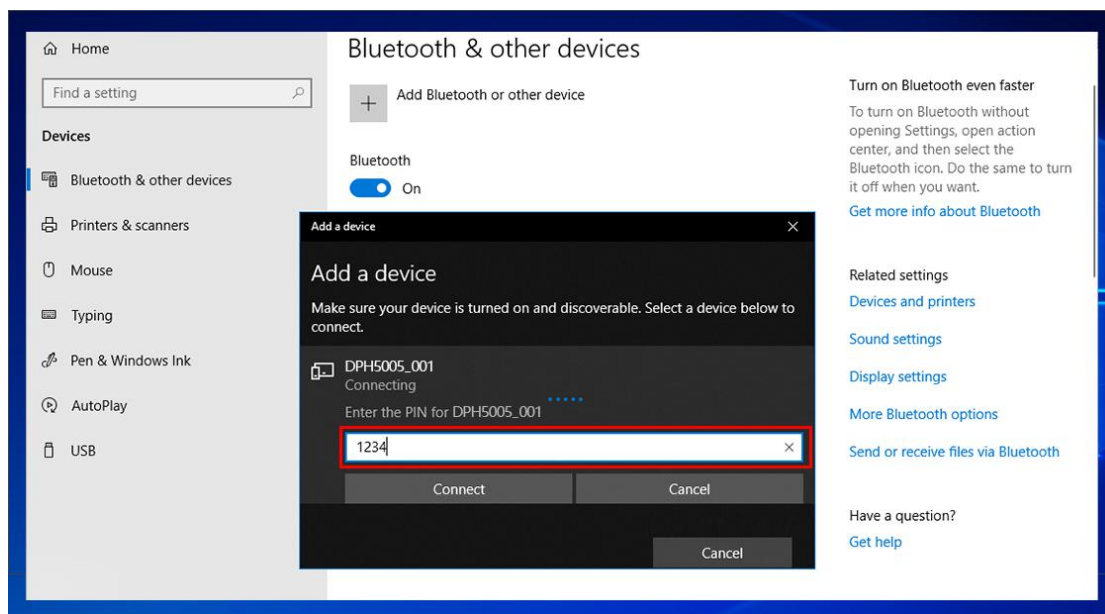 Home
Find a setting
Devices
Bluetooth & other devices
Printers & scanners
Mouse
Typing
Pen & Windows Ink
AutoPlay
USB
Bluetooth & other devices
Add Bluetooth or other device
Bluetooth
On
Add a device
Add a device
Make sure your device is turned on and discoverable. Select a device below to
connect.
DPH5005_001
Connecting
Enter the PIN for DPH5005_001
1234
Connect
Cancel
Cancel
Turn on Bluetooth even faster
To turn on Bluetooth without
opening Settings, open action
center, and then select the
Bluetooth icon. Do the same to turn
it off when you want.
Get more info about Bluetooth
Related settings
Devices and printers
Sound settings
Display settings
More Bluetooth options
Send or receive files via Bluetooth
Have a question?
Get help